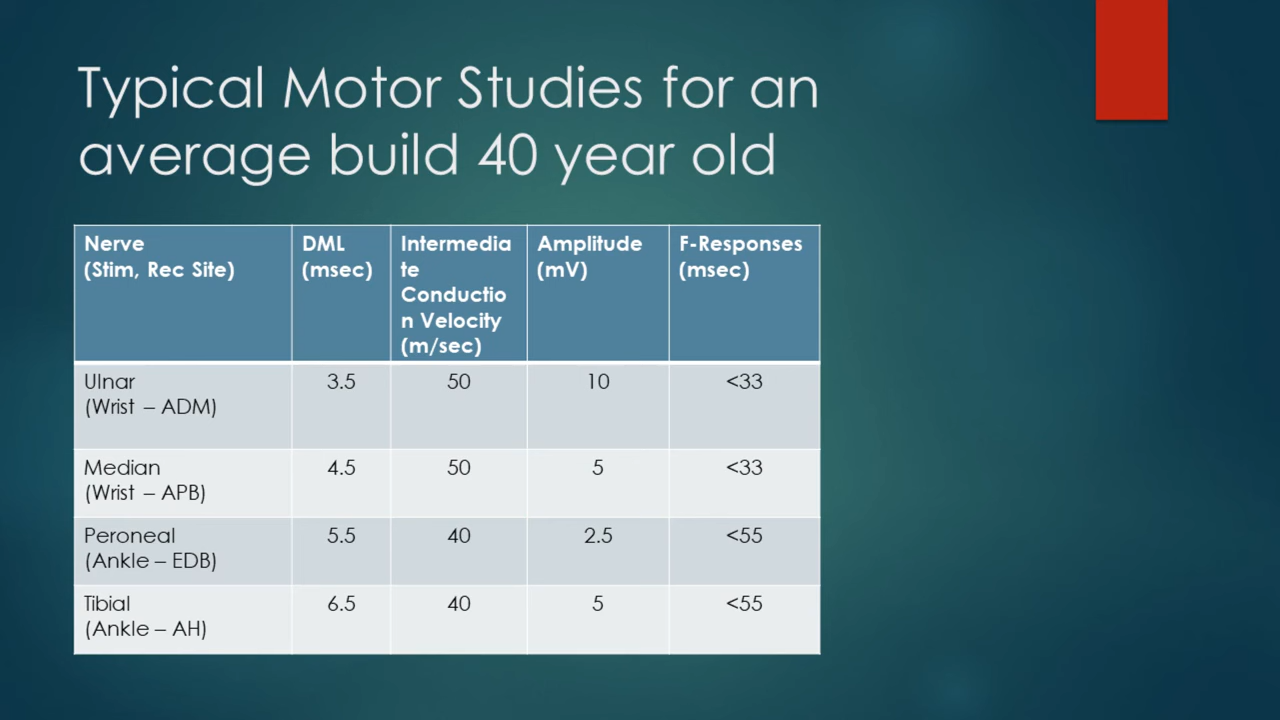 Typical Motor Studies for an
average build 40 year old
Nerve
(Stim, Rec Site)
DML
(msec)
Intermedia
te
Conductio
n Velocity
(m/sec)
Amplitude
(mV)
F-Responses
(msec)
Ulnar
(Wrist – ADM)
3.5
50
10
<33
Median
(Wrist – APB)
4.5
50
5
<33
Peroneal
(Ankle – EDB)
5.5
40
2.5
<55
Tibial
(Ankle – AH)
6.5
40
5
<55